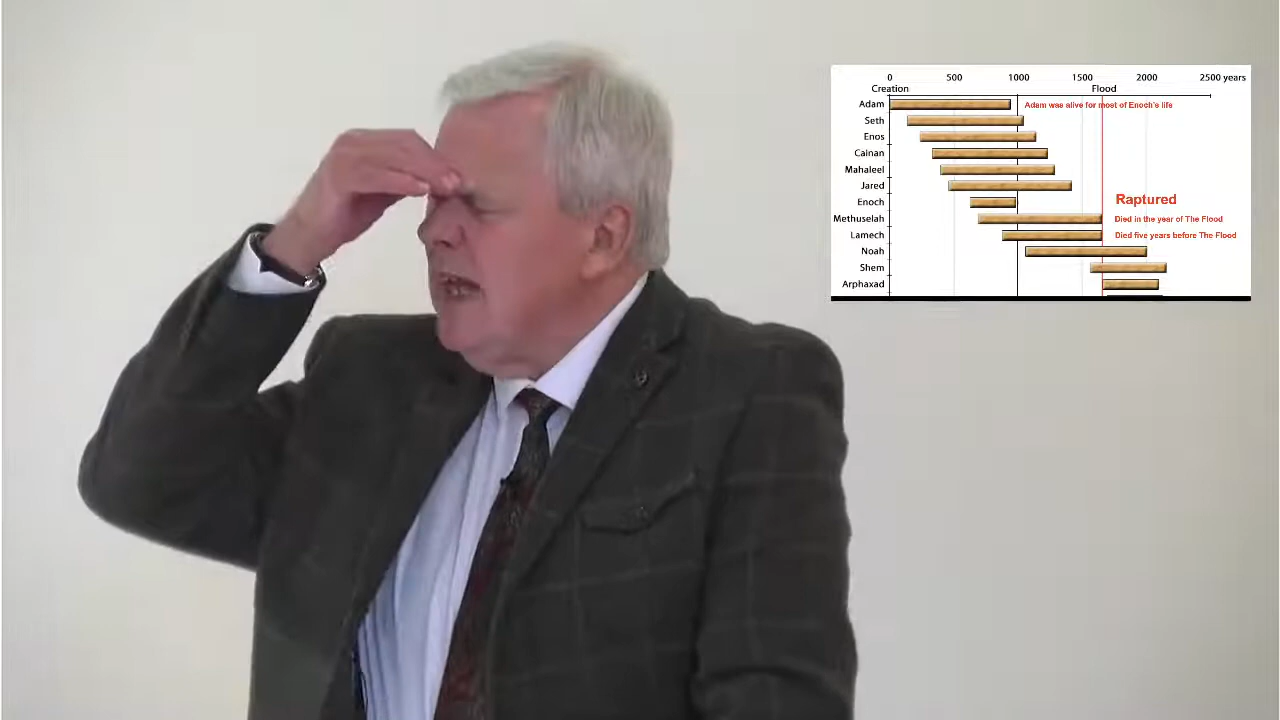 0 500 1000 1500 2000 2500 years
Creation Flood
Adam Adam was alive for most of Enoch's life
Seth
Enos
Cainan
Mahaleel
Jared
Enoch Raptured
Methuselah Died in the year of The Flood
Lamech Died five years before The Flood
Noah
Shem
Arphaxad